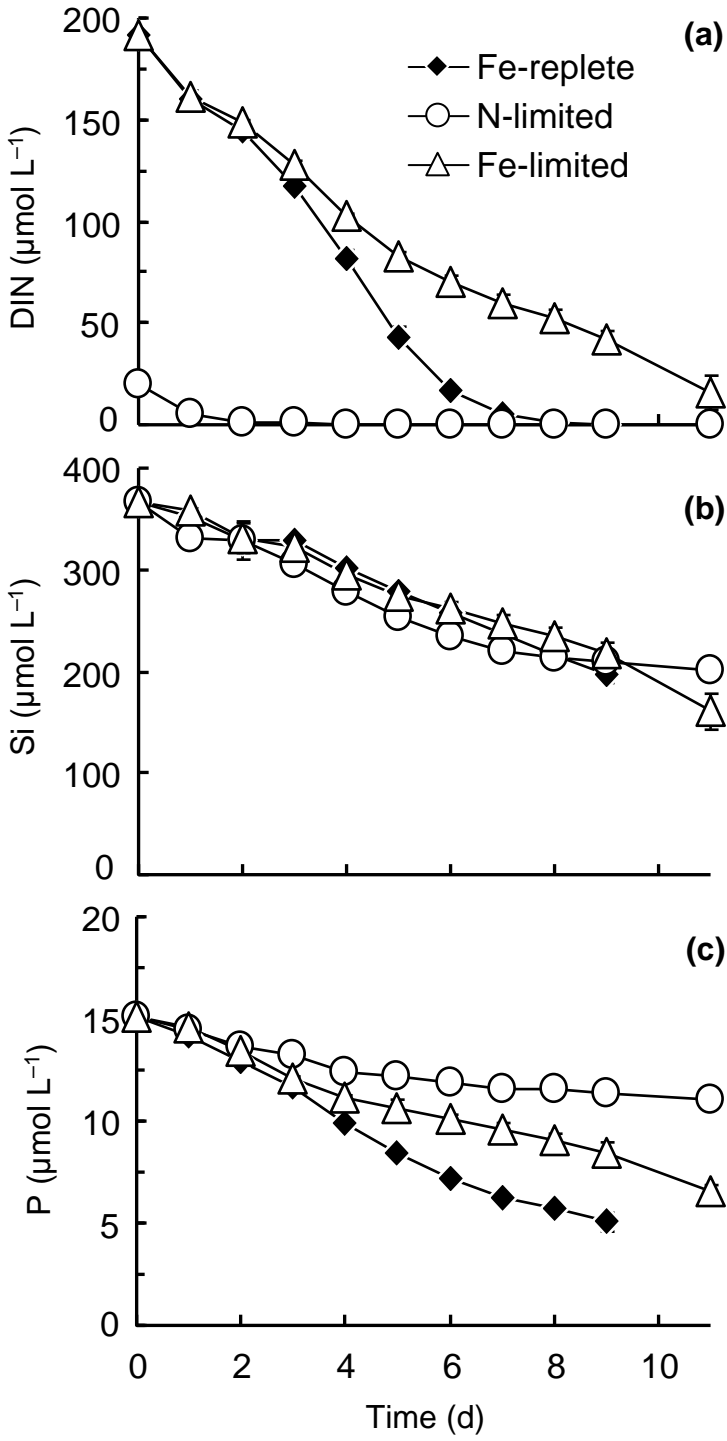 (a)
200
150
100
50
0
DIN (µmol L⁻¹)
Fe-replete
N-limited
Fe-limited
(b)
400
300
200
100
0
Si (µmol L⁻¹)
(c)
20
15
10
5
0
P (µmol L⁻¹)
0 2 4 6 8 10
Time (d)